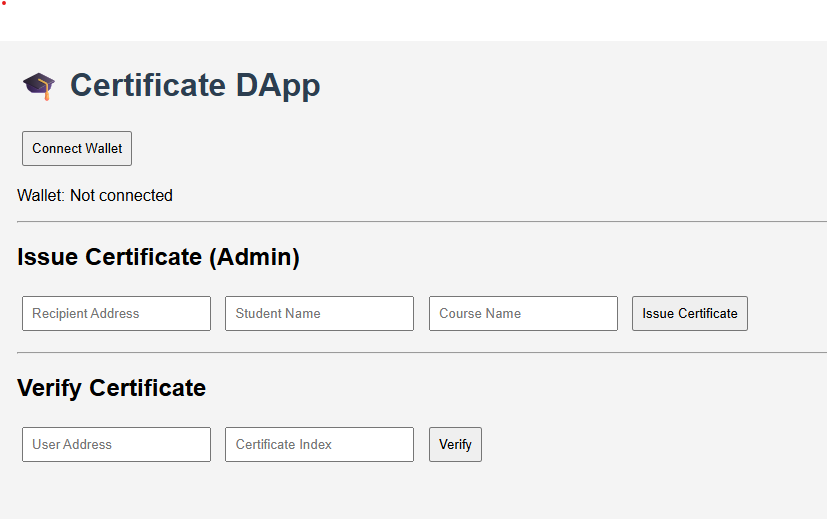 Certificate DApp
Connect Wallet
Wallet: Not connected
Issue Certificate (Admin)
Recipient Address Student Name Course Name Issue Certificate
Verify Certificate
User Address Certificate Index Verify